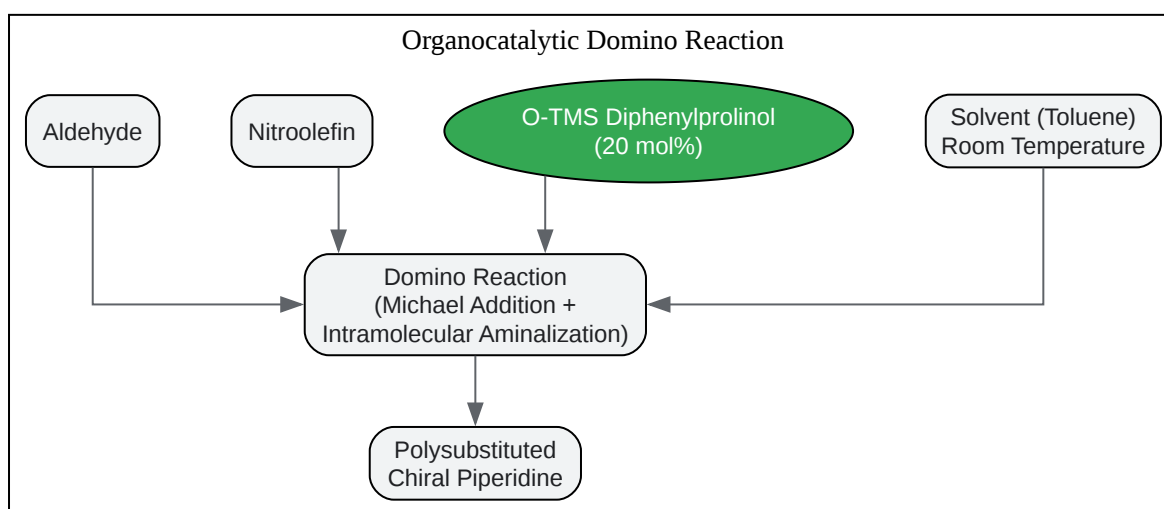 Organocatalytic Domino Reaction
Aldehyde
Nitroolefin
O-TMS Diphenylprolinol
(20 mol%)
Solvent (Toluene)
Room Temperature
Domino Reaction
(Michael Addition +
Intramolecular Aminalization)
Polysubstituted
Chiral Piperidine